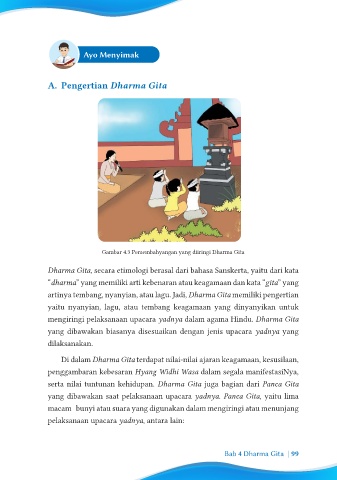 Ayo Menyimak
A. Pengertian Dharma Gita
Gambar 4.5 Persembahyangan yang diiringi Dharma Gita
Dharma Gita, secara etimologi berasal dari bahasa Sanskerta, yaitu dari kata
"dharma" yang memiliki arti kebenaran atau keagamaan dan kata "gita" yang
artinya tembang, nyanyian, atau lagu. Jadi, Dharma Gita memiliki pengertian
yaitu nyanyian, lagu, atau tembang keagamaan yang dinyanyikan untuk
mengiringi pelaksanaan upacara yadnya dalam agama Hindu. Dharma Gita
yang dibawakan biasanya disesuaikan dengan jenis upacara yadnya yang
dilaksanakan.
Di dalam Dharma Gita terdapat nilai-nilai ajaran keagamaan, kesusilaan,
penggambaran kebesaran Hyang Widhi Wasa dalam segala manifestasiNya,
serta nilai tuntunan kehidupan. Dharma Gita juga bagian dari Panca Gita
yang dibawakan saat pelaksanaan upacara yadnya. Panca Gita, yaitu lima
macam bunyi atau suara yang digunakan dalam mengiringi atau menunjang
pelaksanaan upacara yadnya, antara lain:
Bab 4 Dharma Gita | 99